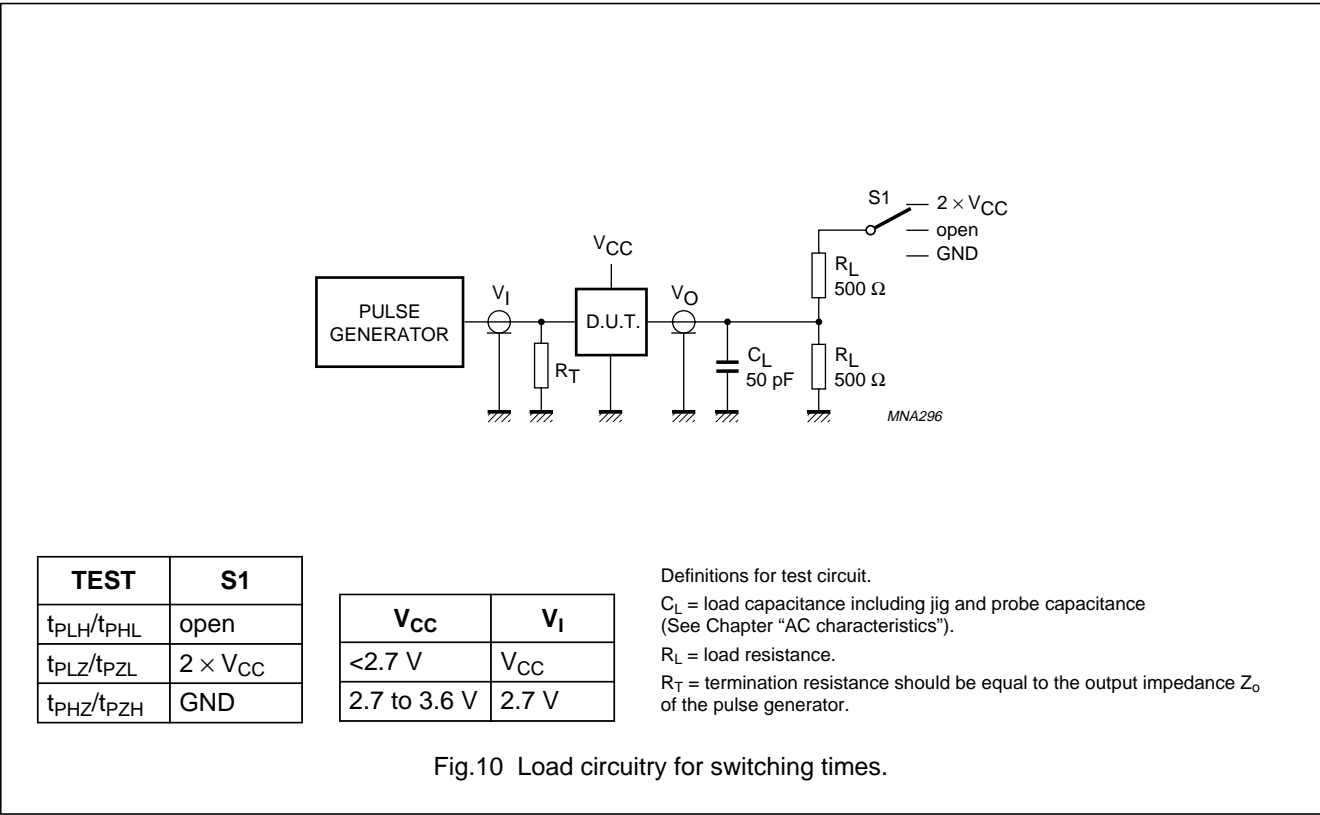 S1
2 × VCC
open
GND
VCC
RL
500 Ω
PULSE
GENERATOR
VI
D.U.T.
VO
RT
CL
50 pF
RL
500 Ω
MNA296
TEST S1
tPLH/tPHL open
tPLZ/tPZL 2 × VCC
tPHZ/tPZH GND
VCC VI
<2.7 V VCC
2.7 to 3.6 V 2.7 V
Definitions for test circuit.
CL = load capacitance including jig and probe capacitance
(See Chapter “AC characteristics”).
RL = load resistance.
RT = termination resistance should be equal to the output impedance Zo
of the pulse generator.
Fig.10 Load circuitry for switching times.